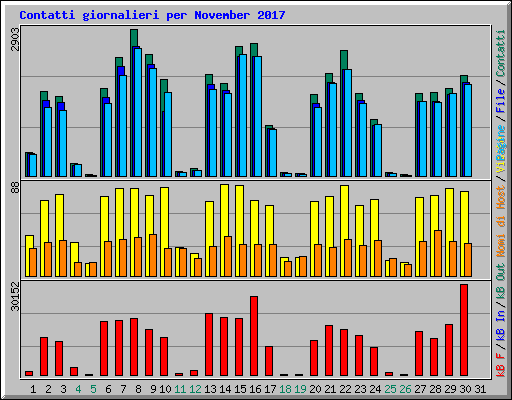 Contatti giornalieri per November 2017
2903
88
30152
Contatti
/ File /
Nomi di Host /
kB F / kB In / kB Out
1 2 3 4 5 6 7 8 9 10 11 12 13 14 15 16 17 18 19 20 21 22 23 24 25 26 27 28 29 30 31